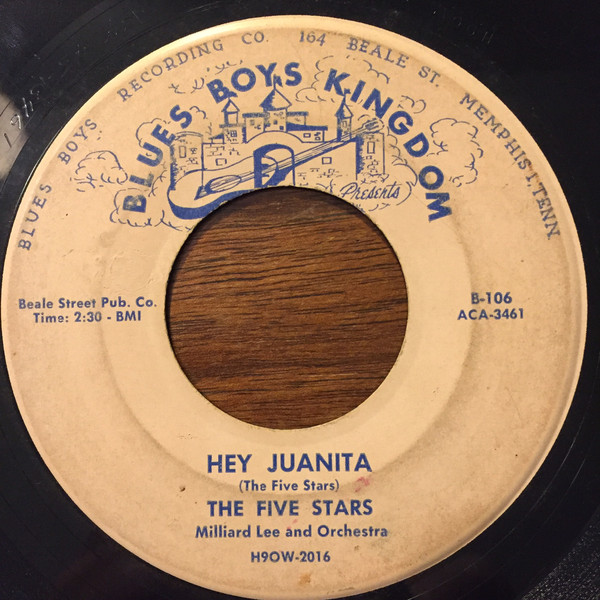 BLUES BOYS RECORDING CO. 164 BEALE ST. MEMPHIS 1, TENN
BLUES BOYS KINGDOM
Presents
Beale Street Pub. Co.
Time: 2:30 - BMI
B-106
ACA-3461
HEY JUANITA
(The Five Stars)
THE FIVE STARS
Milliard Lee and Orchestra
H9OW-2016